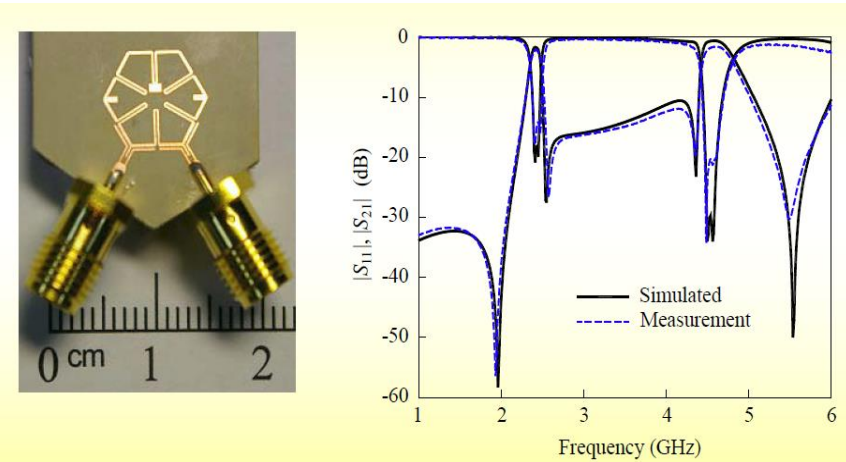 0 cm 1 2
|S11|, |S21| (dB)
0
-10
-20
-30
-40
-50
-60
Simulated
Measurement
1 2 3 4 5 6
Frequency (GHz)